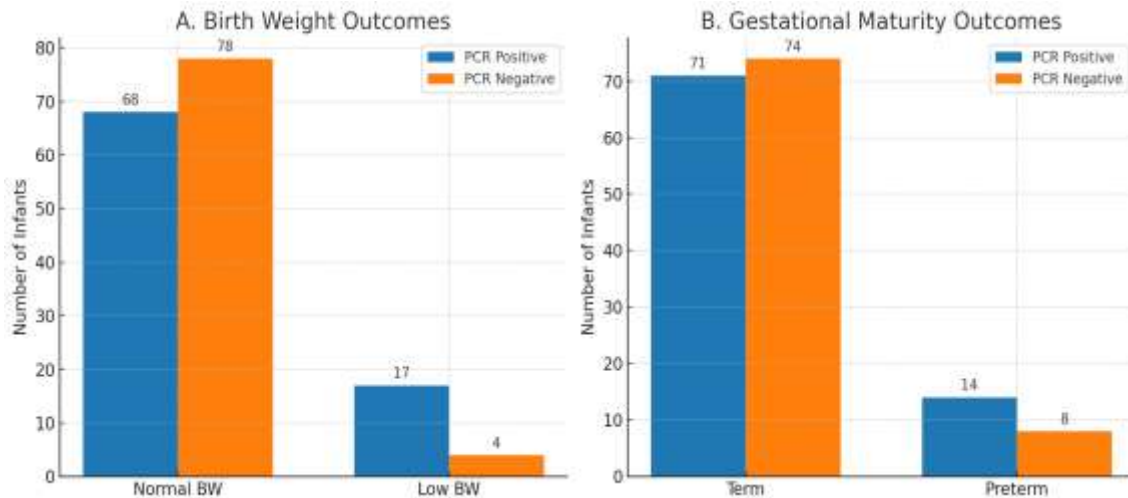 A. Birth Weight Outcomes
80
70
60
50
40
30
20
10
0
Number of Infants
68
78
17
4
PCR Positive
PCR Negative
Normal BW
Low BW
B. Gestational Maturity Outcomes
70
60
50
40
30
20
10
0
Number of Infants
71
74
14
8
PCR Positive
PCR Negative
Term
Preterm